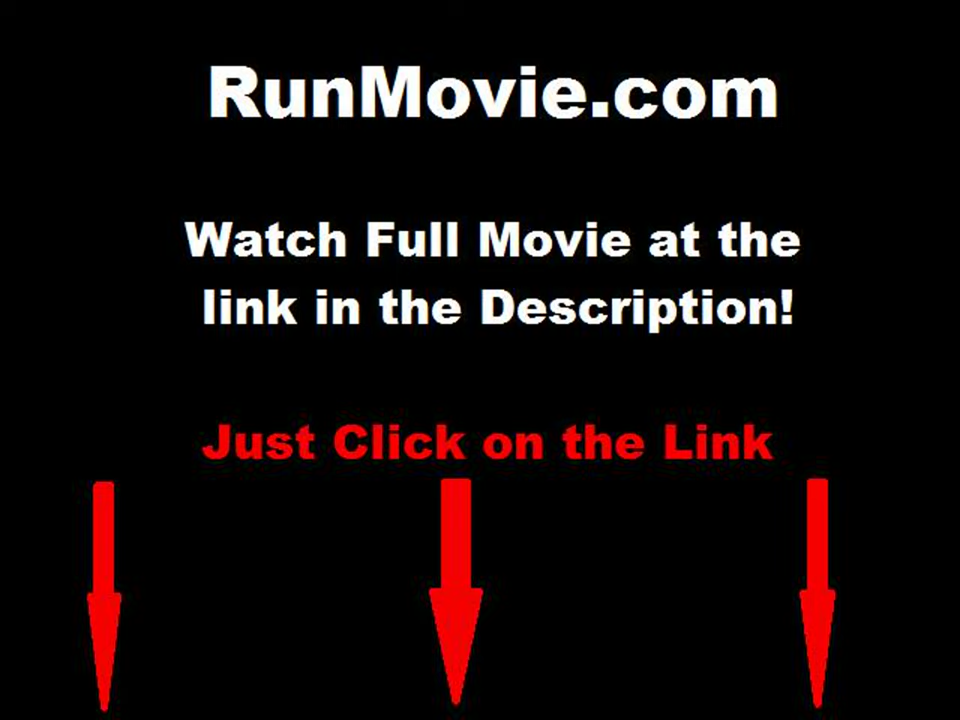 RunMovie.com
Watch Full Movie at the
link in the Description!
Just Click on the Link